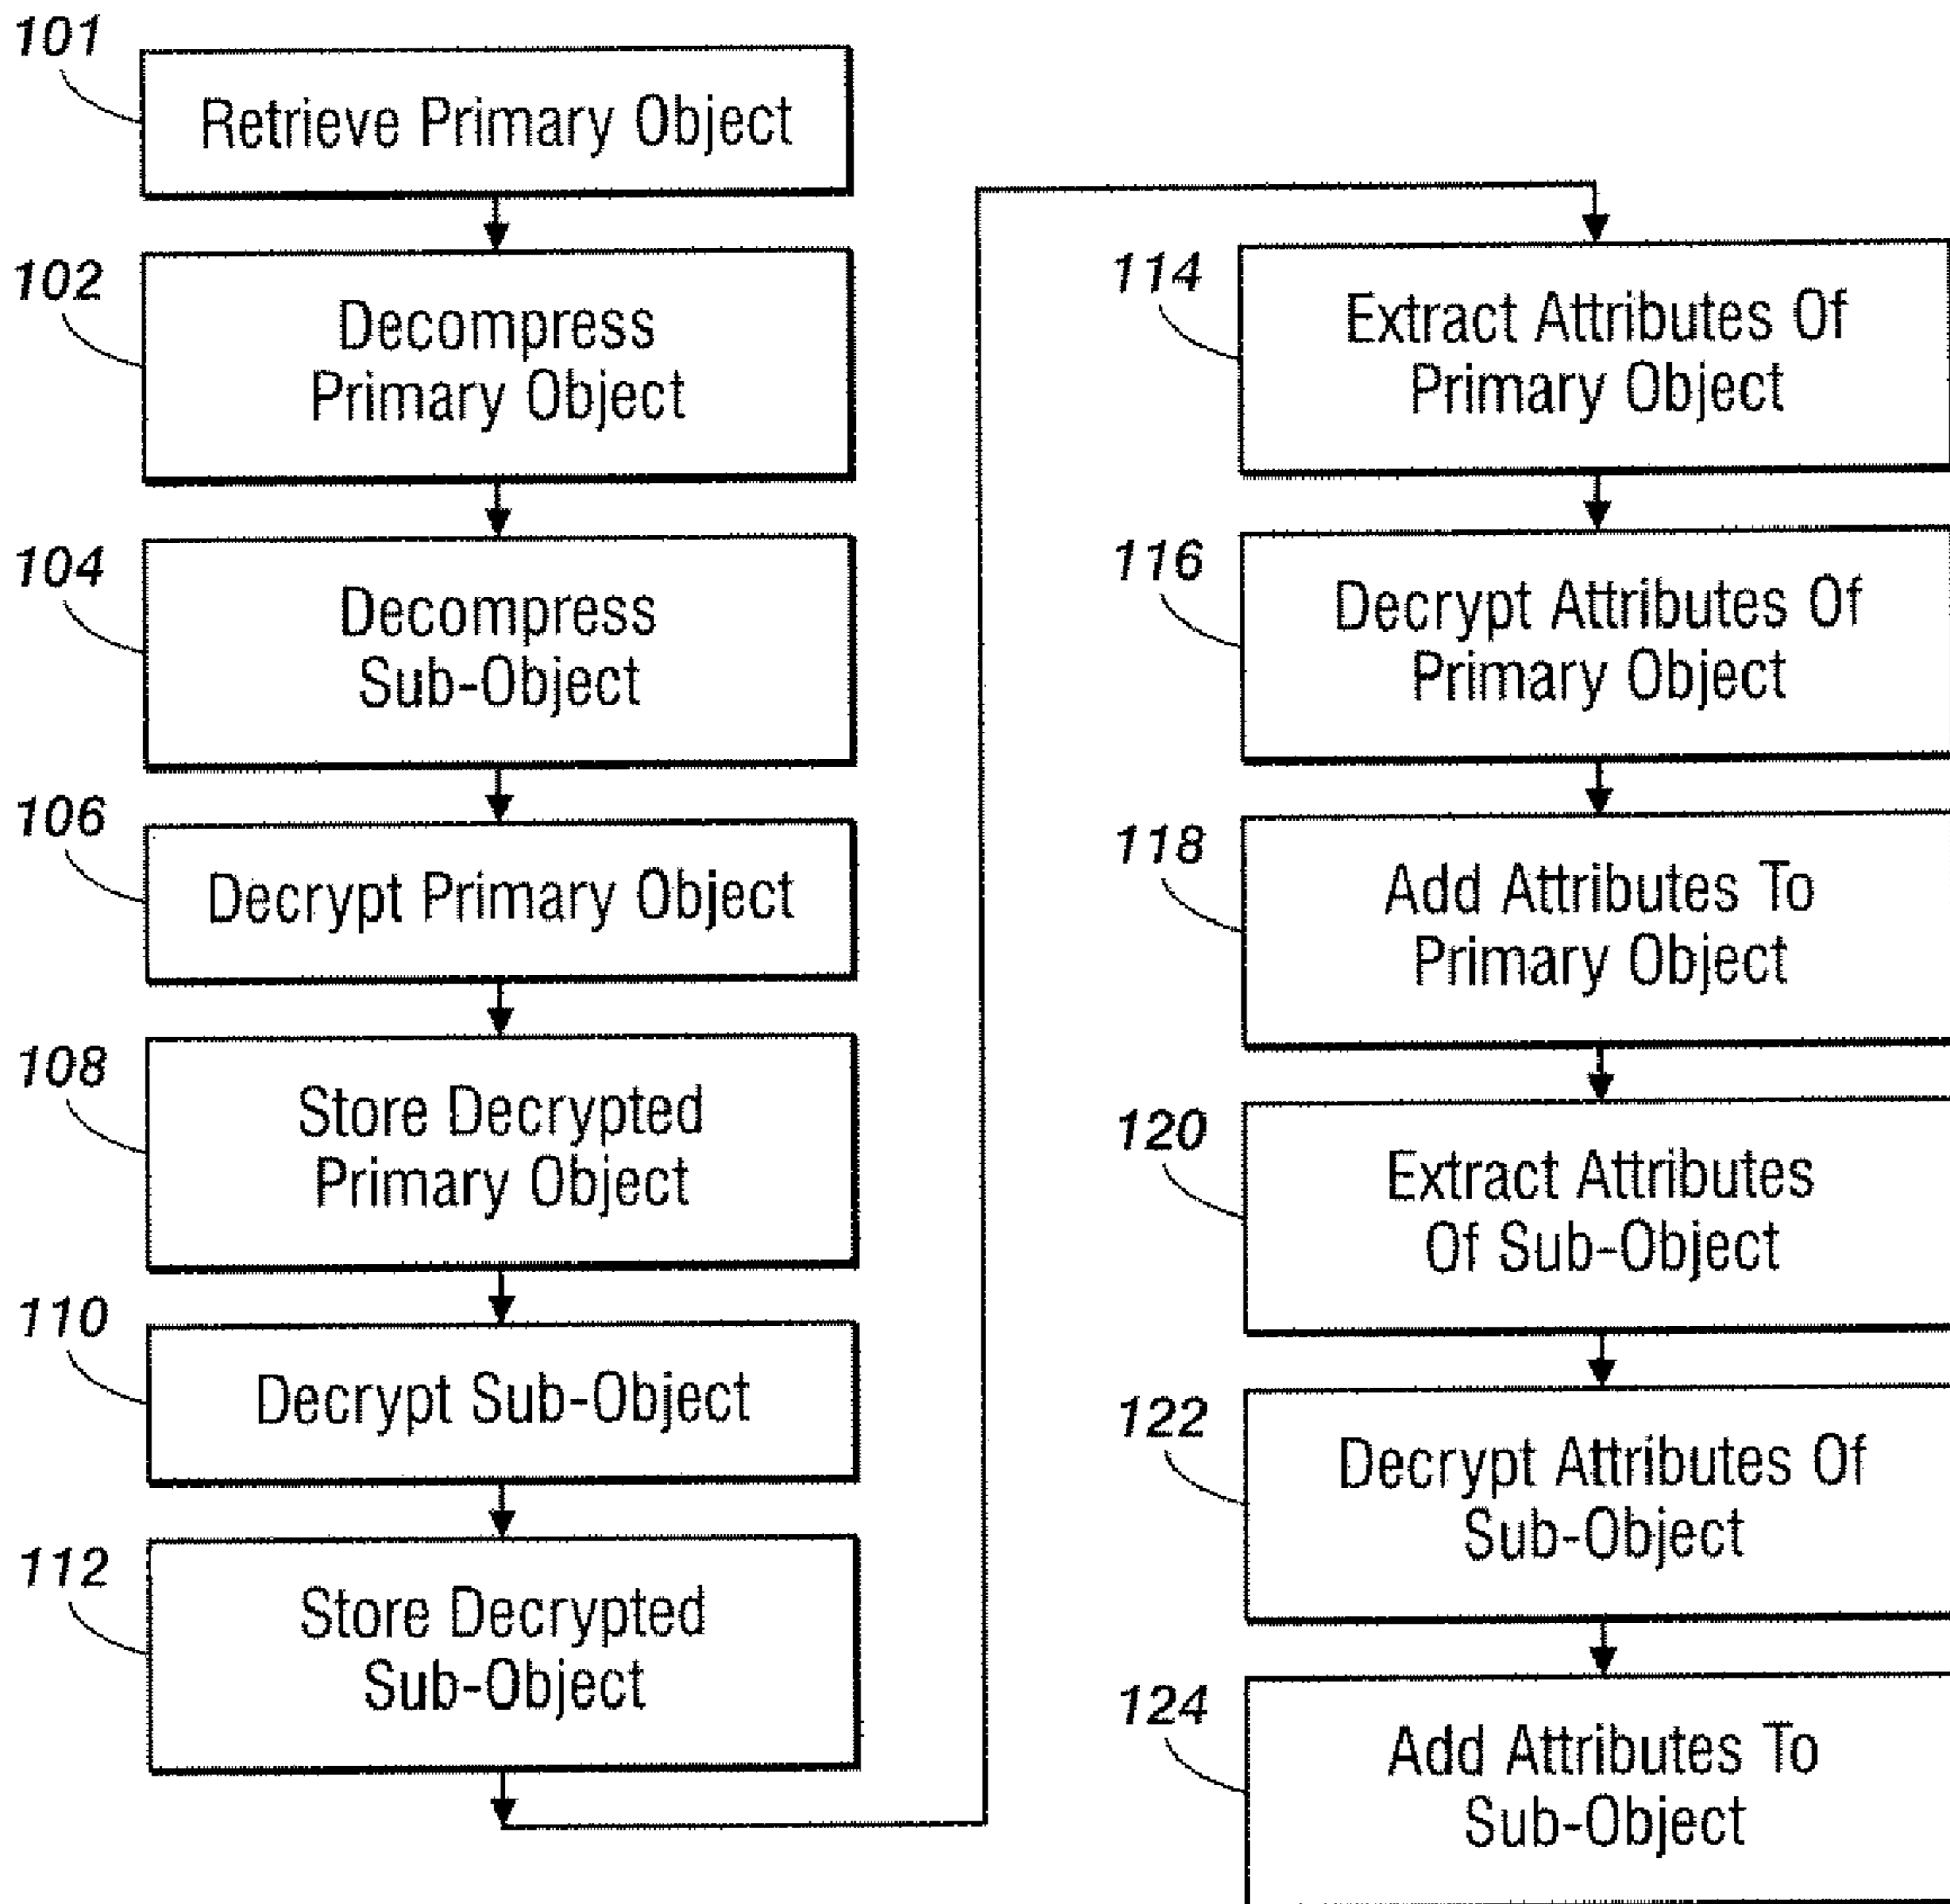 101
Retrieve Primary Object
102
Decompress
Primary Object
104
Decompress
Sub-Object
106
Decrypt Primary Object
108
Store Decrypted
Primary Object
110
Decrypt Sub-Object
112
Store Decrypted
Sub-Object
114
Extract Attributes Of
Primary Object
116
Decrypt Attributes Of
Primary Object
118
Add Attributes To
Primary Object
120
Extract Attributes
Of Sub-Object
122
Decrypt Attributes Of
Sub-Object
124
Add Attributes To
Sub-Object